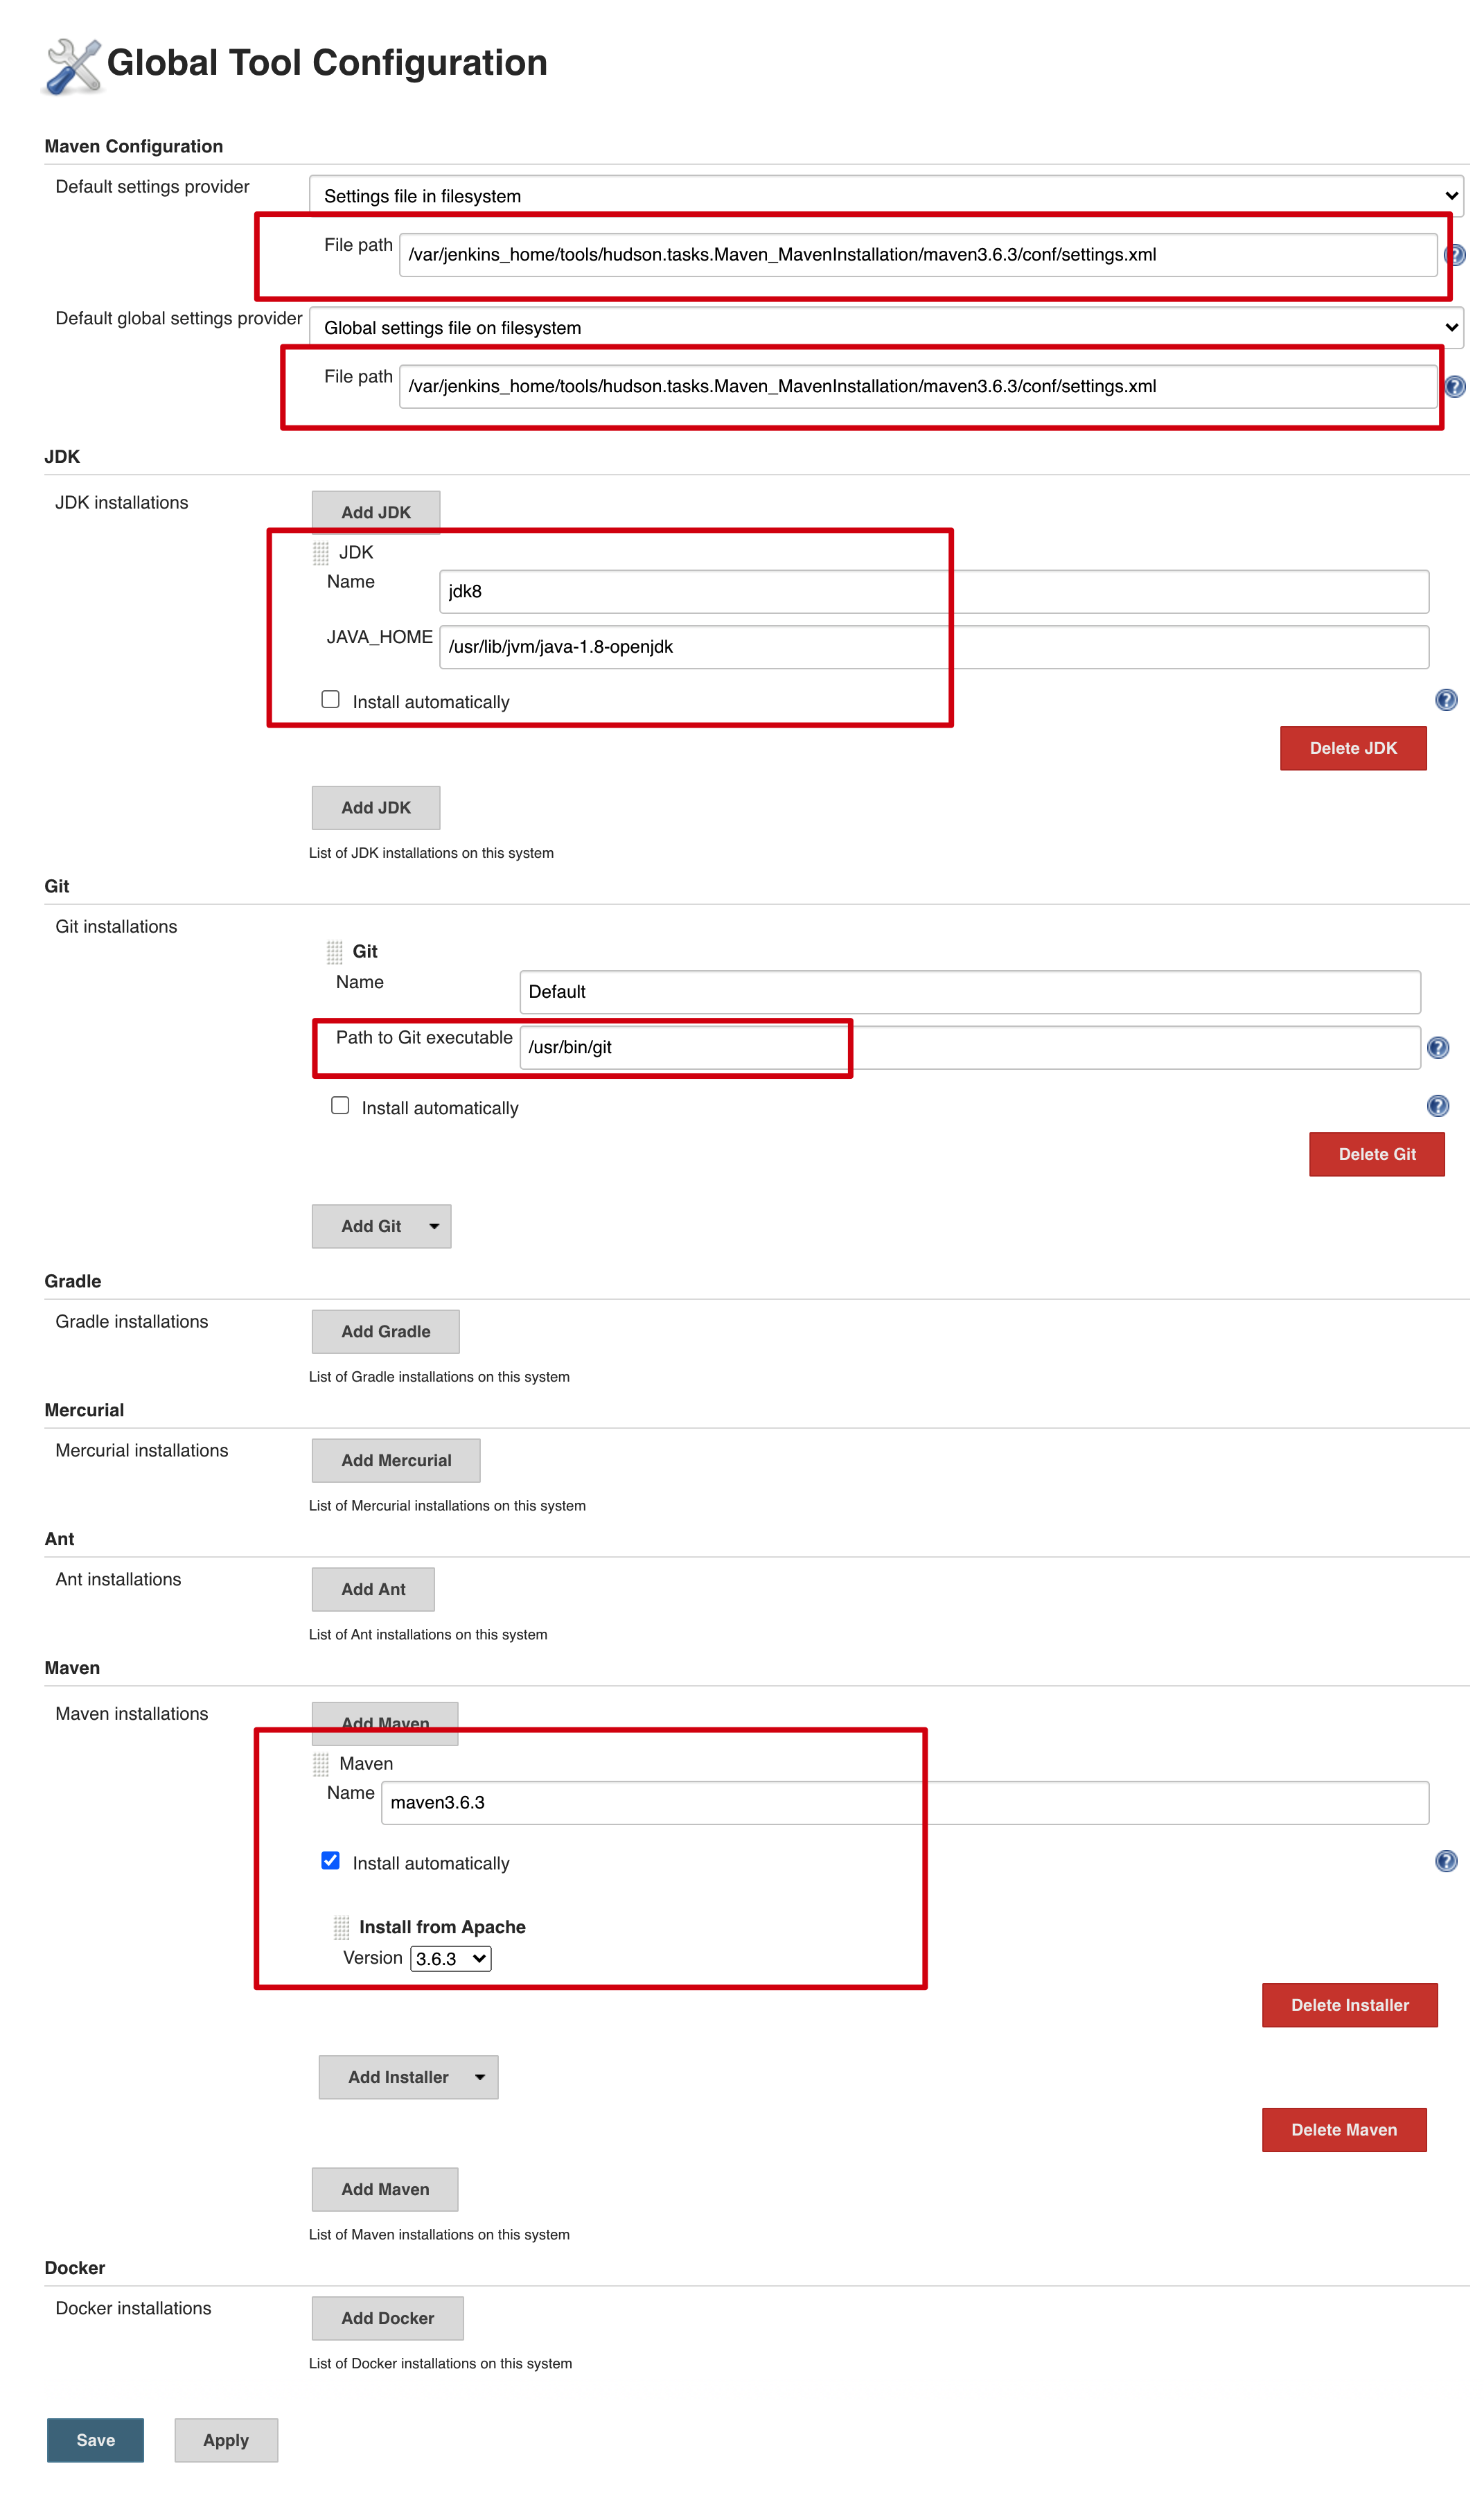 Global Tool Configuration
Maven Configuration
Default settings provider
Settings file in filesystem
File path
/var/jenkins_home/tools/hudson.tasks.Maven_MavenInstallation/maven3.6.3/conf/settings.xml
Default global settings provider
Global settings file on filesystem
File path
/var/jenkins_home/tools/hudson.tasks.Maven_MavenInstallation/maven3.6.3/conf/settings.xml
JDK
JDK installations
Add JDK
JDK
Name
jdk8
JAVA_HOME
/usr/lib/jvm/java-1.8-openjdk
Install automatically
Delete JDK
Add JDK
List of JDK installations on this system
Git
Git installations
Git
Name
Default
Path to Git executable
/usr/bin/git
Install automatically
Delete Git
Add Git
Gradle
Gradle installations
Add Gradle
List of Gradle installations on this system
Mercurial
Mercurial installations
Add Mercurial
List of Mercurial installations on this system
Ant
Ant installations
Add Ant
List of Ant installations on this system
Maven
Maven installations
Add Maven
Maven
Name
maven3.6.3
Install automatically
Install from Apache
Version
3.6.3
Delete Installer
Add Installer
Delete Maven
Add Maven
List of Maven installations on this system
Docker
Docker installations
Add Docker
List of Docker installations on this system
Save
Apply